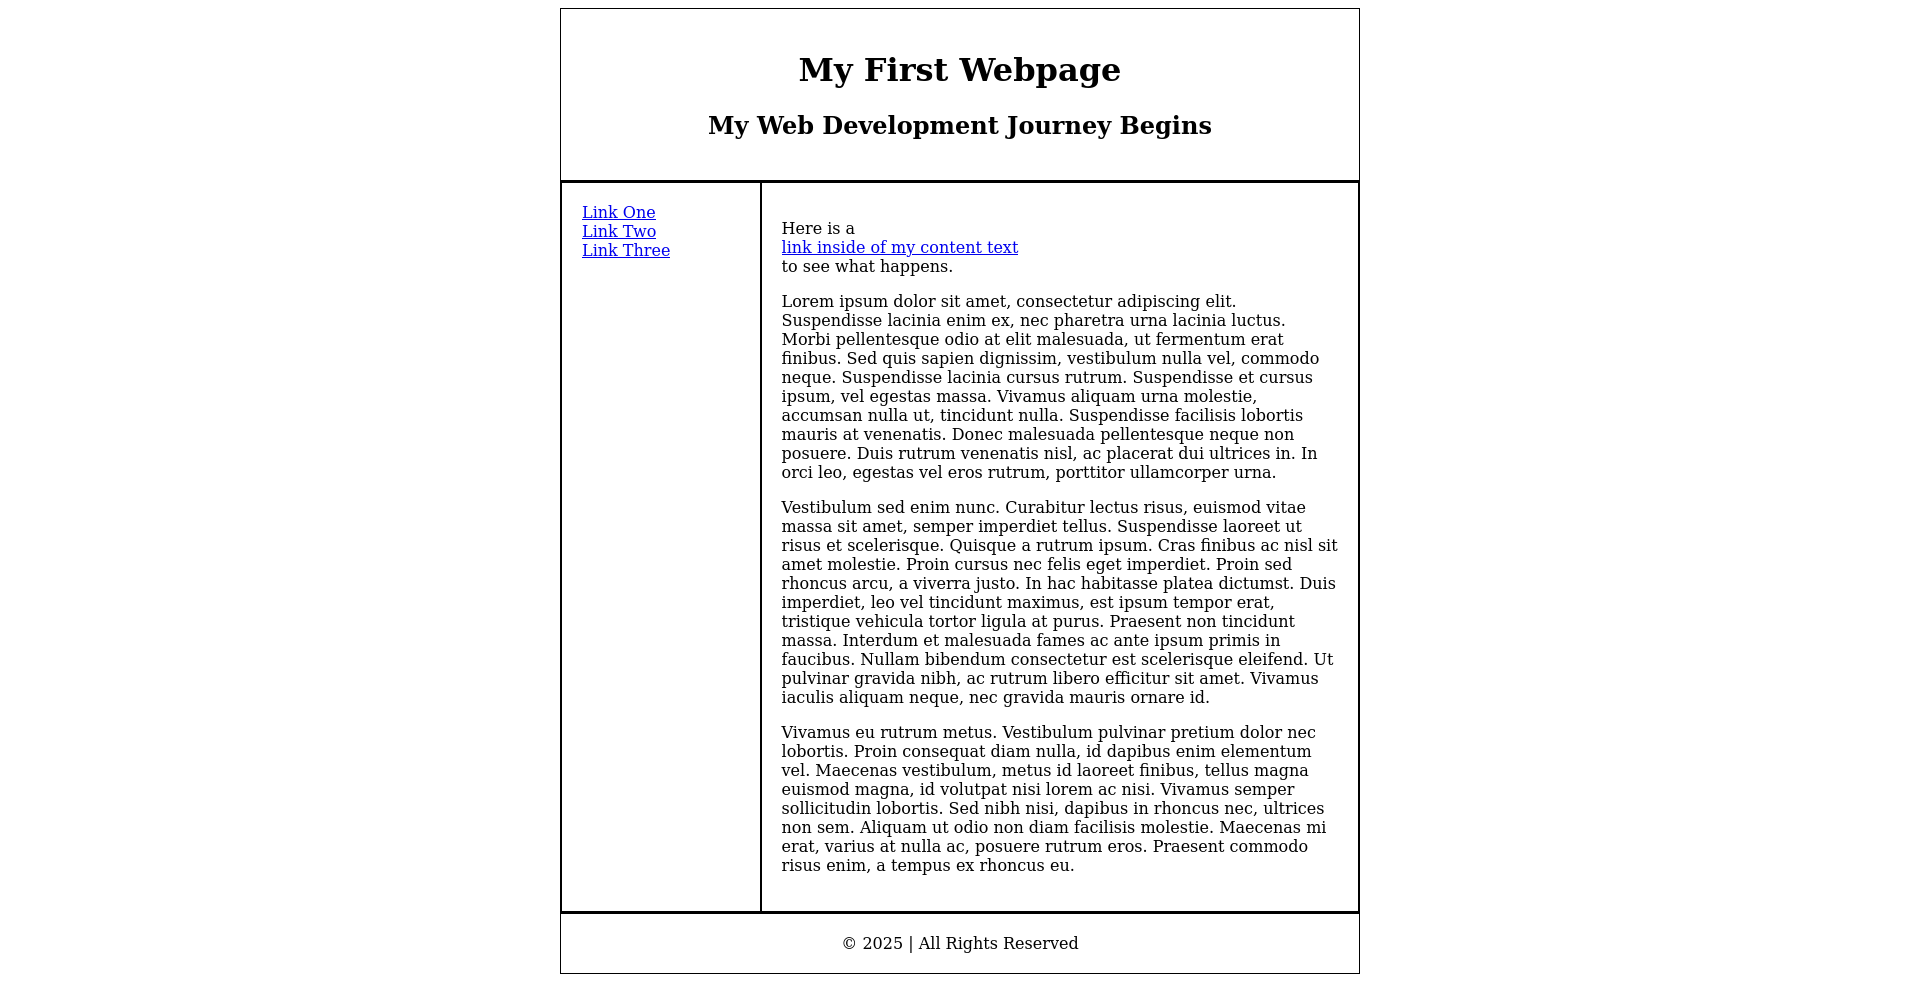 My First Webpage
My Web Development Journey Begins
Link One
Link Two
Link Three
Here is a
link inside of my content text
to see what happens.
Lorem ipsum dolor sit amet, consectetur adipiscing elit.
Suspendisse lacinia enim ex, nec pharetra urna lacinia luctus.
Morbi pellentesque odio at elit malesuada, ut fermentum erat
finibus. Sed quis sapien dignissim, vestibulum nulla vel, commodo
neque. Suspendisse lacinia cursus rutrum. Suspendisse et cursus
ipsum, vel egestas massa. Vivamus aliquam urna molestie,
accumsan nulla ut, tincidunt nulla. Suspendisse facilisis lobortis
mauris at venenatis. Donec malesuada pellentesque neque non
posuere. Duis rutrum venenatis nisl, ac placerat dui ultrices in. In
orci leo, egestas vel eros rutrum, porttitor ullamcorper urna.
Vestibulum sed enim nunc. Curabitur lectus risus, euismod vitae
massa sit amet, semper imperdiet tellus. Suspendisse laoreet ut
risus et scelerisque. Quisque a rutrum ipsum. Cras finibus ac nisl sit
amet molestie. Proin cursus nec felis eget imperdiet. Proin sed
rhoncus arcu, a viverra justo. In hac habitasse platea dictumst. Duis
imperdiet, leo vel tincidunt maximus, est ipsum tempor erat,
tristique vehicula tortor ligula at purus. Praesent non tincidunt
massa. Interdum et malesuada fames ac ante ipsum primis in
faucibus. Nullam bibendum consectetur est scelerisque eleifend. Ut
pulvinar gravida nibh, ac rutrum libero efficitur sit amet. Vivamus
iaculis aliquam neque, nec gravida mauris ornare id.
Vivamus eu rutrum metus. Vestibulum pulvinar pretium dolor nec
lobortis. Proin consequat diam nulla, id dapibus enim elementum
vel. Maecenas vestibulum, metus id laoreet finibus, tellus magna
euismod magna, id volutpat nisi lorem ac nisi. Vivamus semper
sollicitudin lobortis. Sed nibh nisi, dapibus in rhoncus nec, ultrices
non sem. Aliquam ut odio non diam facilisis molestie. Maecenas mi
erat, varius at nulla ac, posuere rutrum eros. Praesent commodo
risus enim, a tempus ex rhoncus eu.
© 2025 | All Rights Reserved